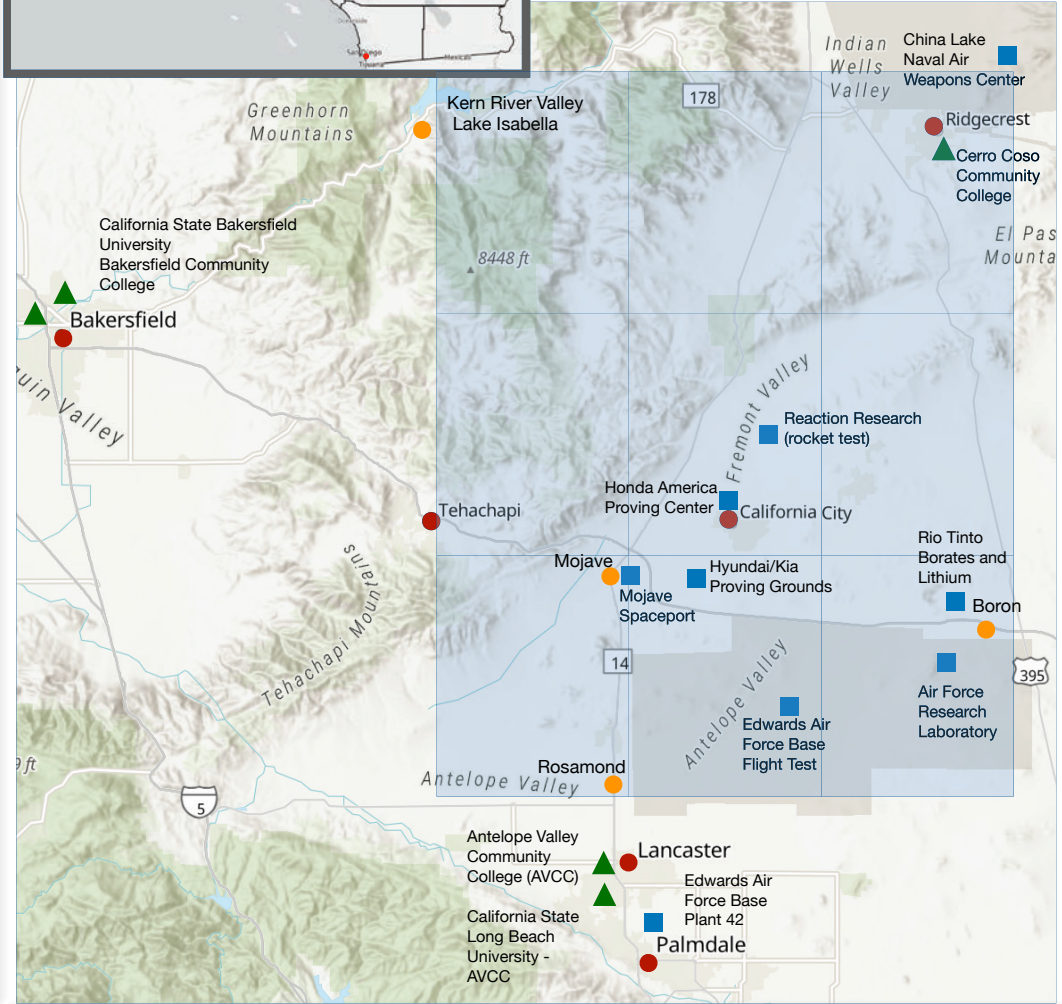 Oceanside
San Diego
Tijuana
Mexicali
Indian
Wells
Valley
China Lake
Naval Air
Weapons Center
Greenhorn
Mountains
Kern River Valley
Lake Isabella
178
Ridgecrest
Cerro Coso
Community
College
El Pas
Mounta
California State Bakersfield
University
Bakersfield Community
College
8448 ft
Bakersfield
uin Valley
Fremont Valley
Reaction Research
(rocket test)
Honda America
Proving Center
California City
Tehachapi
Rio Tinto
Borates and
Lithium
Mojave
Hyundai/Kia
Proving Grounds
Mojave
Spaceport
Boron
Tehachapi Mountains
14
395
Antelope Valley
Air Force
Research
Laboratory
Edwards Air
Force Base
Flight Test
9 ft
Rosamond
Antelope Valley
5
Antelope Valley
Community
College (AVCC)
Lancaster
Edwards Air
Force Base
Plant 42
California State
Long Beach
University -
AVCC
Palmdale